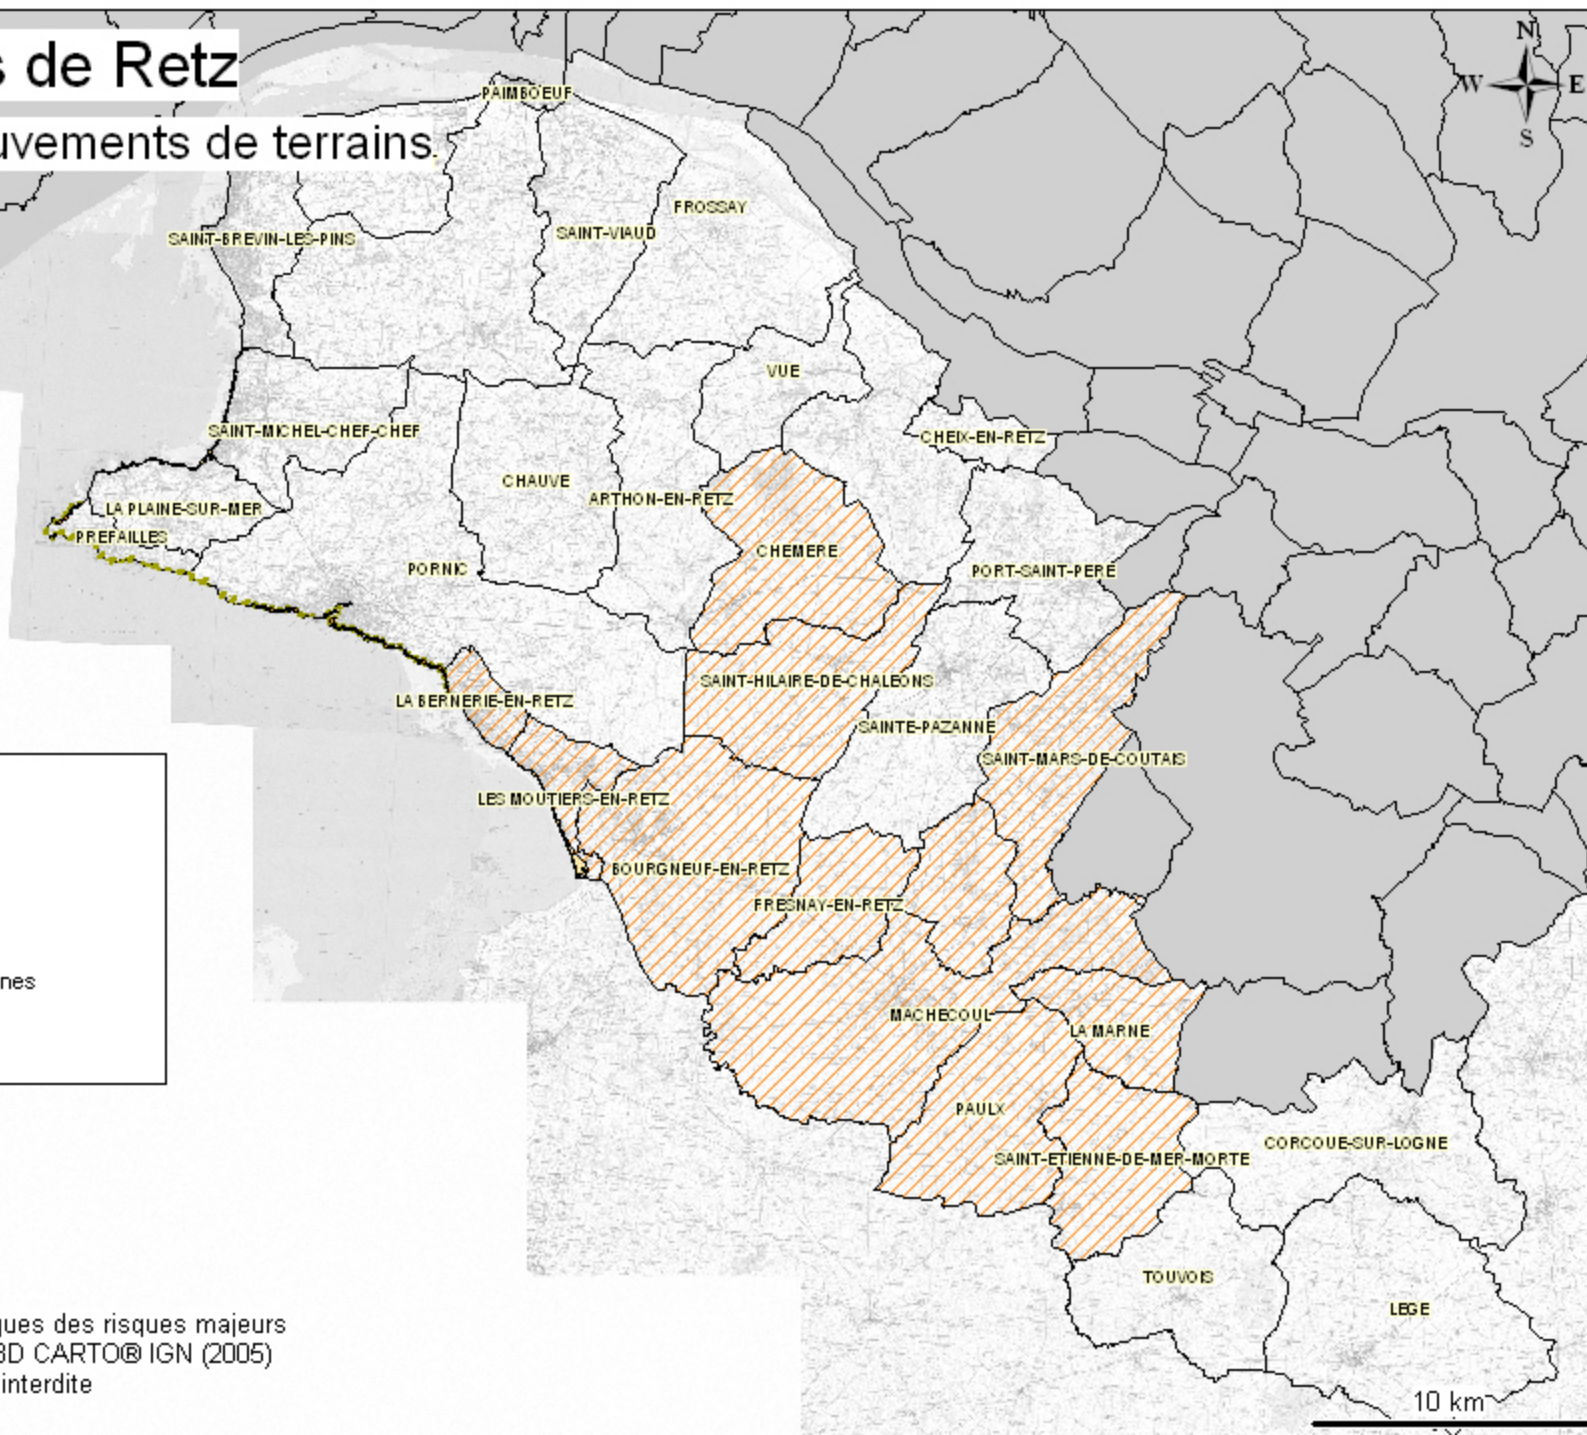 s de Retz
uvements de terrains.
N
W
E
S
PAIMBOEUF
FROSSAY
SAINT-VIAUD
SAINT-BREVIN-LES-PINS
VUE
SAINT-MICHEL-CHEF-CHEF
CHEIX-EN-RETZ
CHAUVE
ARTHON-EN-RETZ
LA PLAINE-SUR-MER
PREFAILLES
CHEMERE
PORNIC
PORT-SAINT-PERE
SAINT-HILAIRE-DE-CHALEONS
LA BERNERIE-EN-RETZ
SAINTE-PAZANNE
SAINT-MARS-DE-COUTAIS
LES MOUTIERS-EN-RETZ
BOURGNEUF-EN-RETZ
FRESNAY-EN-RETZ
nes
MACHECOUL
LA MARNE
PAULX
CORCOUE-SUR-LOGNE
SAINT-ETIENNE-DE-MER-MORTE
TOUVOIS
LEGE
ques des risques majeurs
BD CARTO® IGN (2005)
interdite
10 km